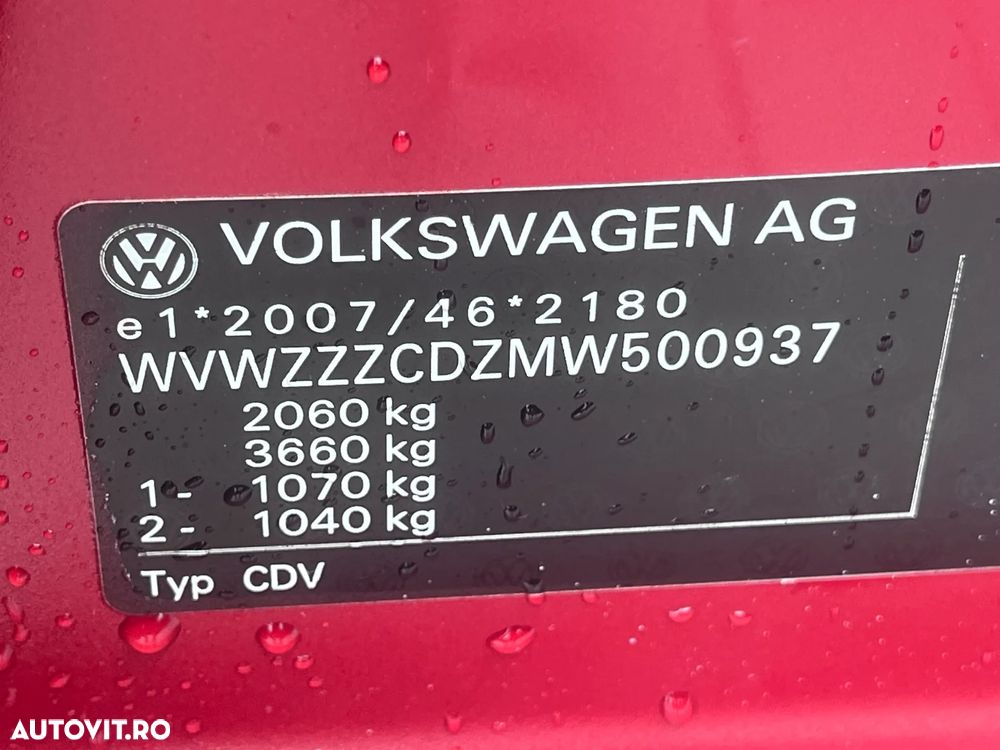 VOLKSWAGEN AG
e1*2007/46*2180
WVWZZZCDZMW500937
2060 kg
3660 kg
1- 1070 kg
2- 1040 kg
Typ CDV
AUTOVIT.RO